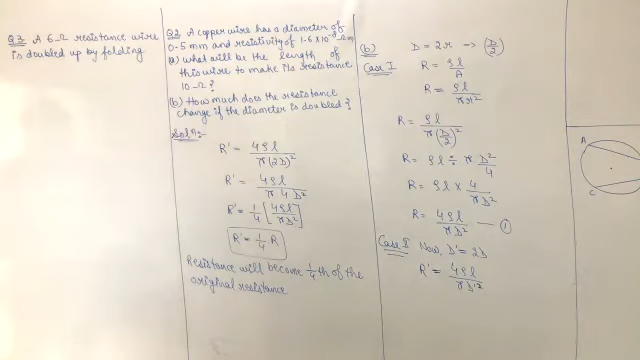 Q3 A 6Ω resistance wire
is doubled up by folding
Q2 A copper wire has a diameter of
0.5 mm and resistivity of 1.6 × 10⁻⁸ Ωm
(a) what will be the length of
this wire to make its resistance
10 Ω ?
(b) How much does the resistance
change if the diameter is doubled ?
Soln:
R' = 4ρl / π(2D)²
R' = 4ρl / π 4 D²
R' = 1/4 [4ρl / πD²]
R' = 1/4 R
Resistance will become 1/4 th of the
original resistance
(b) D = 2r → (D/2)
Case I R = ρl / A
R = ρl / πr²
R = ρl / π(D/2)²
R = ρl ÷ π D²/4
R = ρl × 4 / πD²
R = 4ρl / πD² — ①
Case II Now, D' = 2D
R' = 4ρl / πD'²
A
C